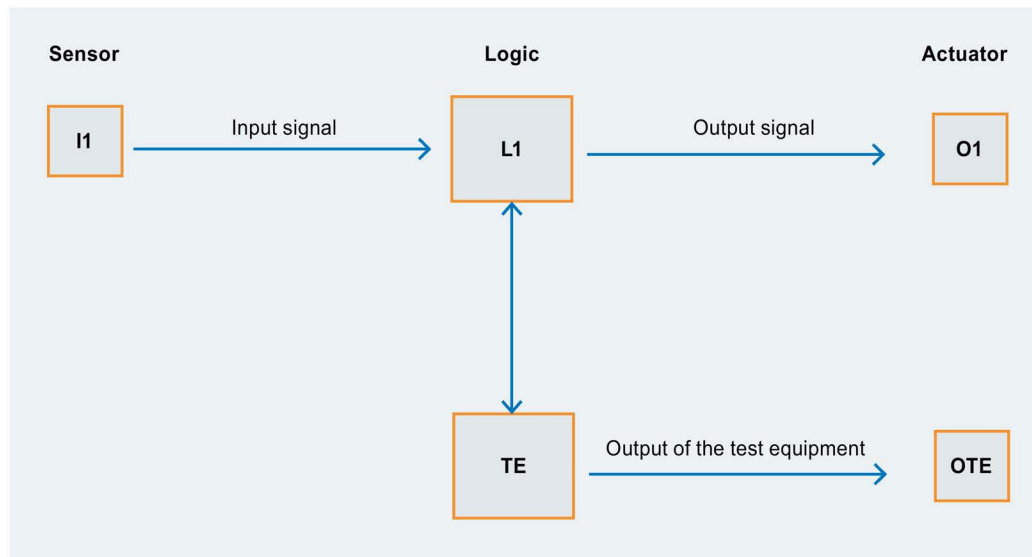 Sensor
Logic
Actuator
I1
Input signal
L1
Output signal
O1
TE
Output of the test equipment
OTE